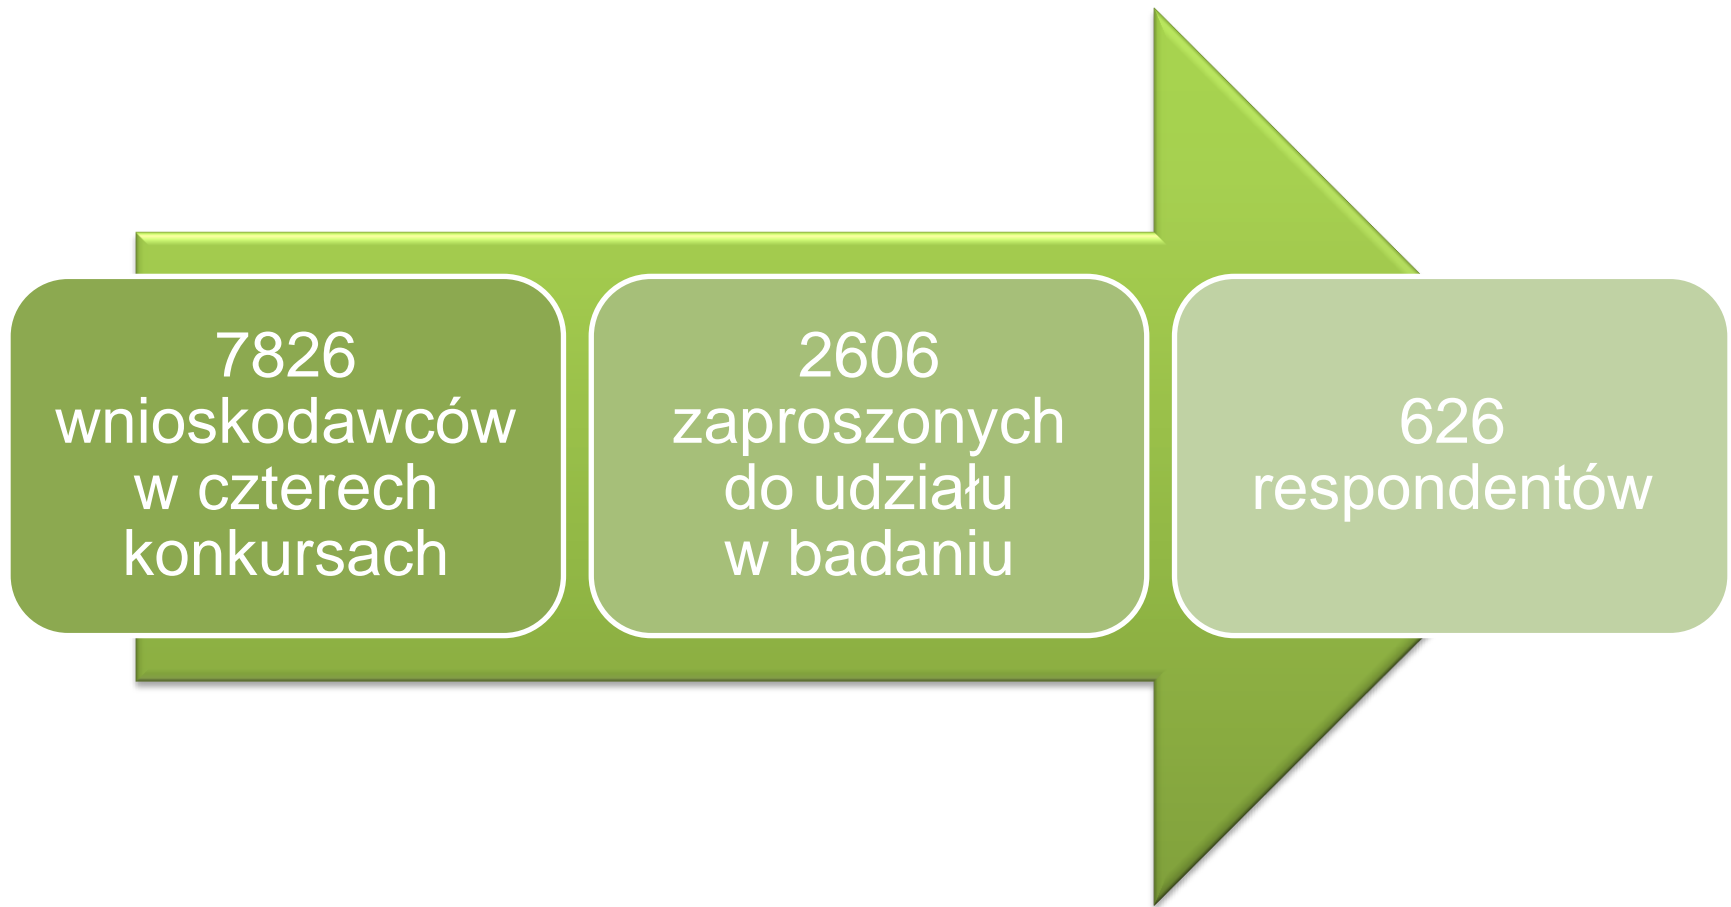 7826
wnioskodawców
w czterech
konkursach
2606
zaproszonych
do udziału
w badaniu
626
respondentów